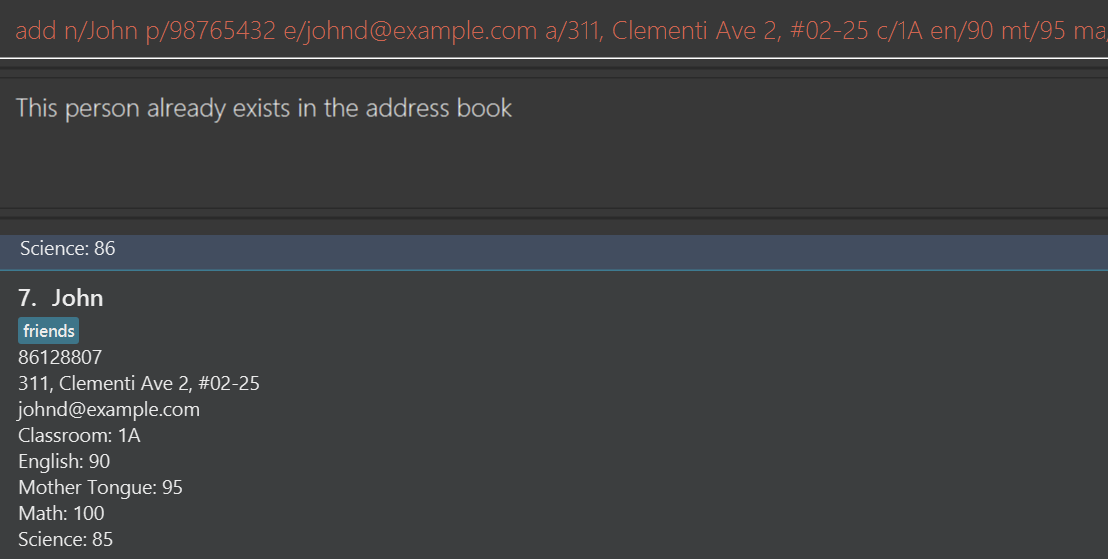 add n/John p/98765432 e/johnd@example.com a/311, Clementi Ave 2, #02-25 c/1A en/90 mt/95 ma/
This person already exists in the address book
Science: 86
7. John
friends
86128807
311, Clementi Ave 2, #02-25
johnd@example.com
Classroom: 1A
English: 90
Mother Tongue: 95
Math: 100
Science: 85